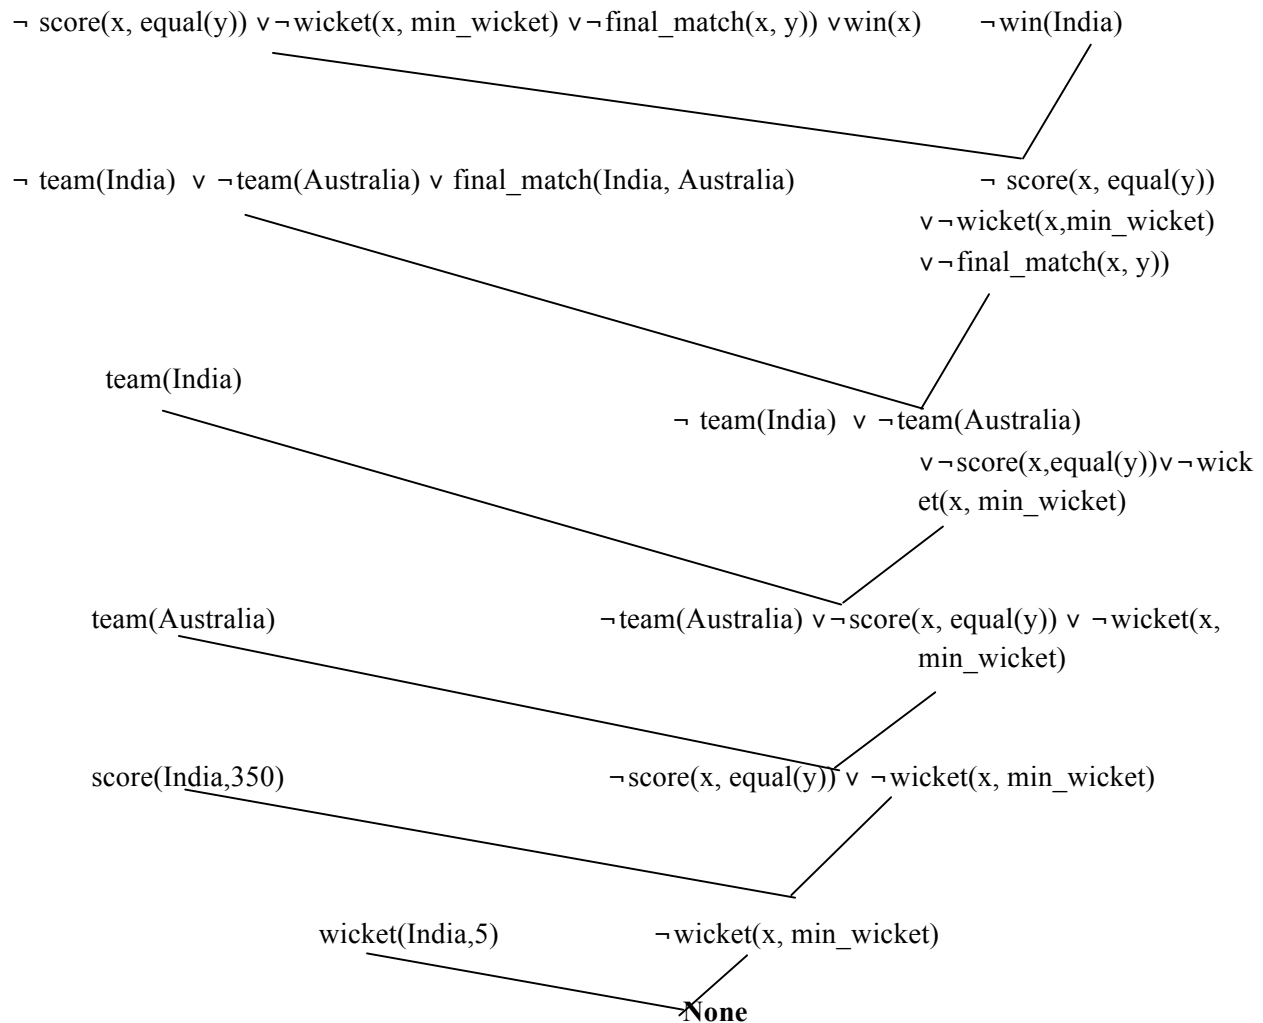 ¬ score(x, equal(y)) ∨¬wicket(x, min_wicket) ∨¬final_match(x, y)) ∨win(x) ¬win(India)
¬ team(India) ∨ ¬team(Australia) ∨ final_match(India, Australia) ¬ score(x, equal(y))
∨¬wicket(x,min_wicket)
∨¬final_match(x, y))
team(India)
¬ team(India) ∨ ¬team(Australia)
∨¬score(x,equal(y))∨¬wick
et(x, min_wicket)
team(Australia) ¬team(Australia) ∨¬score(x, equal(y)) ∨ ¬wicket(x,
min_wicket)
score(India,350) ¬score(x, equal(y)) ∨ ¬wicket(x, min_wicket)
wicket(India,5) ¬wicket(x, min_wicket)
None